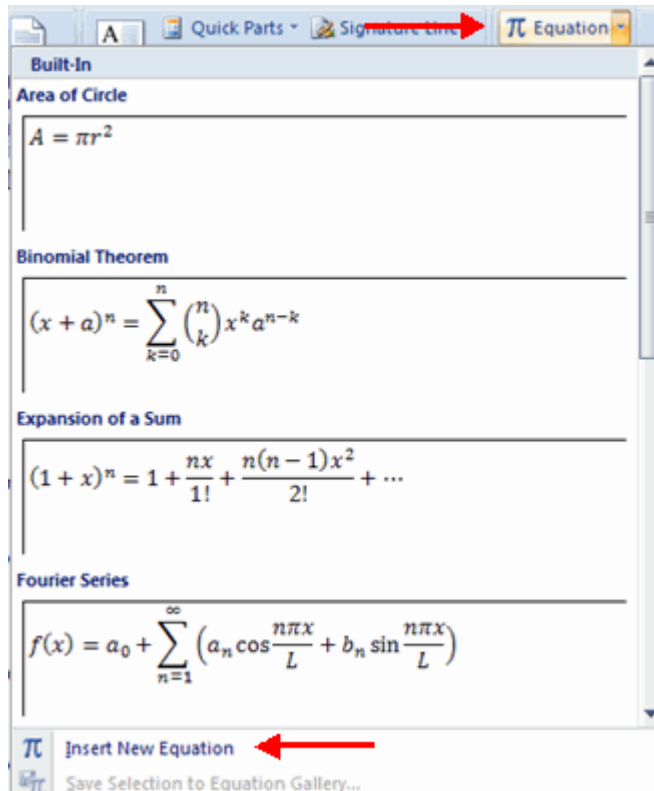 A Quick Parts Signature Line π Equation
Built-In
Area of Circle
A = πr²
Binomial Theorem
(x + a)ⁿ = ∑ₖ₌₀ⁿ (n k) xᵏaⁿ⁻ᵏ
Expansion of a Sum
(1 + x)ⁿ = 1 + nx/1! + n(n − 1)x²/2! + ⋯
Fourier Series
f(x) = a₀ + ∑ₙ₌₁^∞ (aₙ cos nπx/L + bₙ sin nπx/L)
π Insert New Equation
π Save Selection to Equation Gallery...